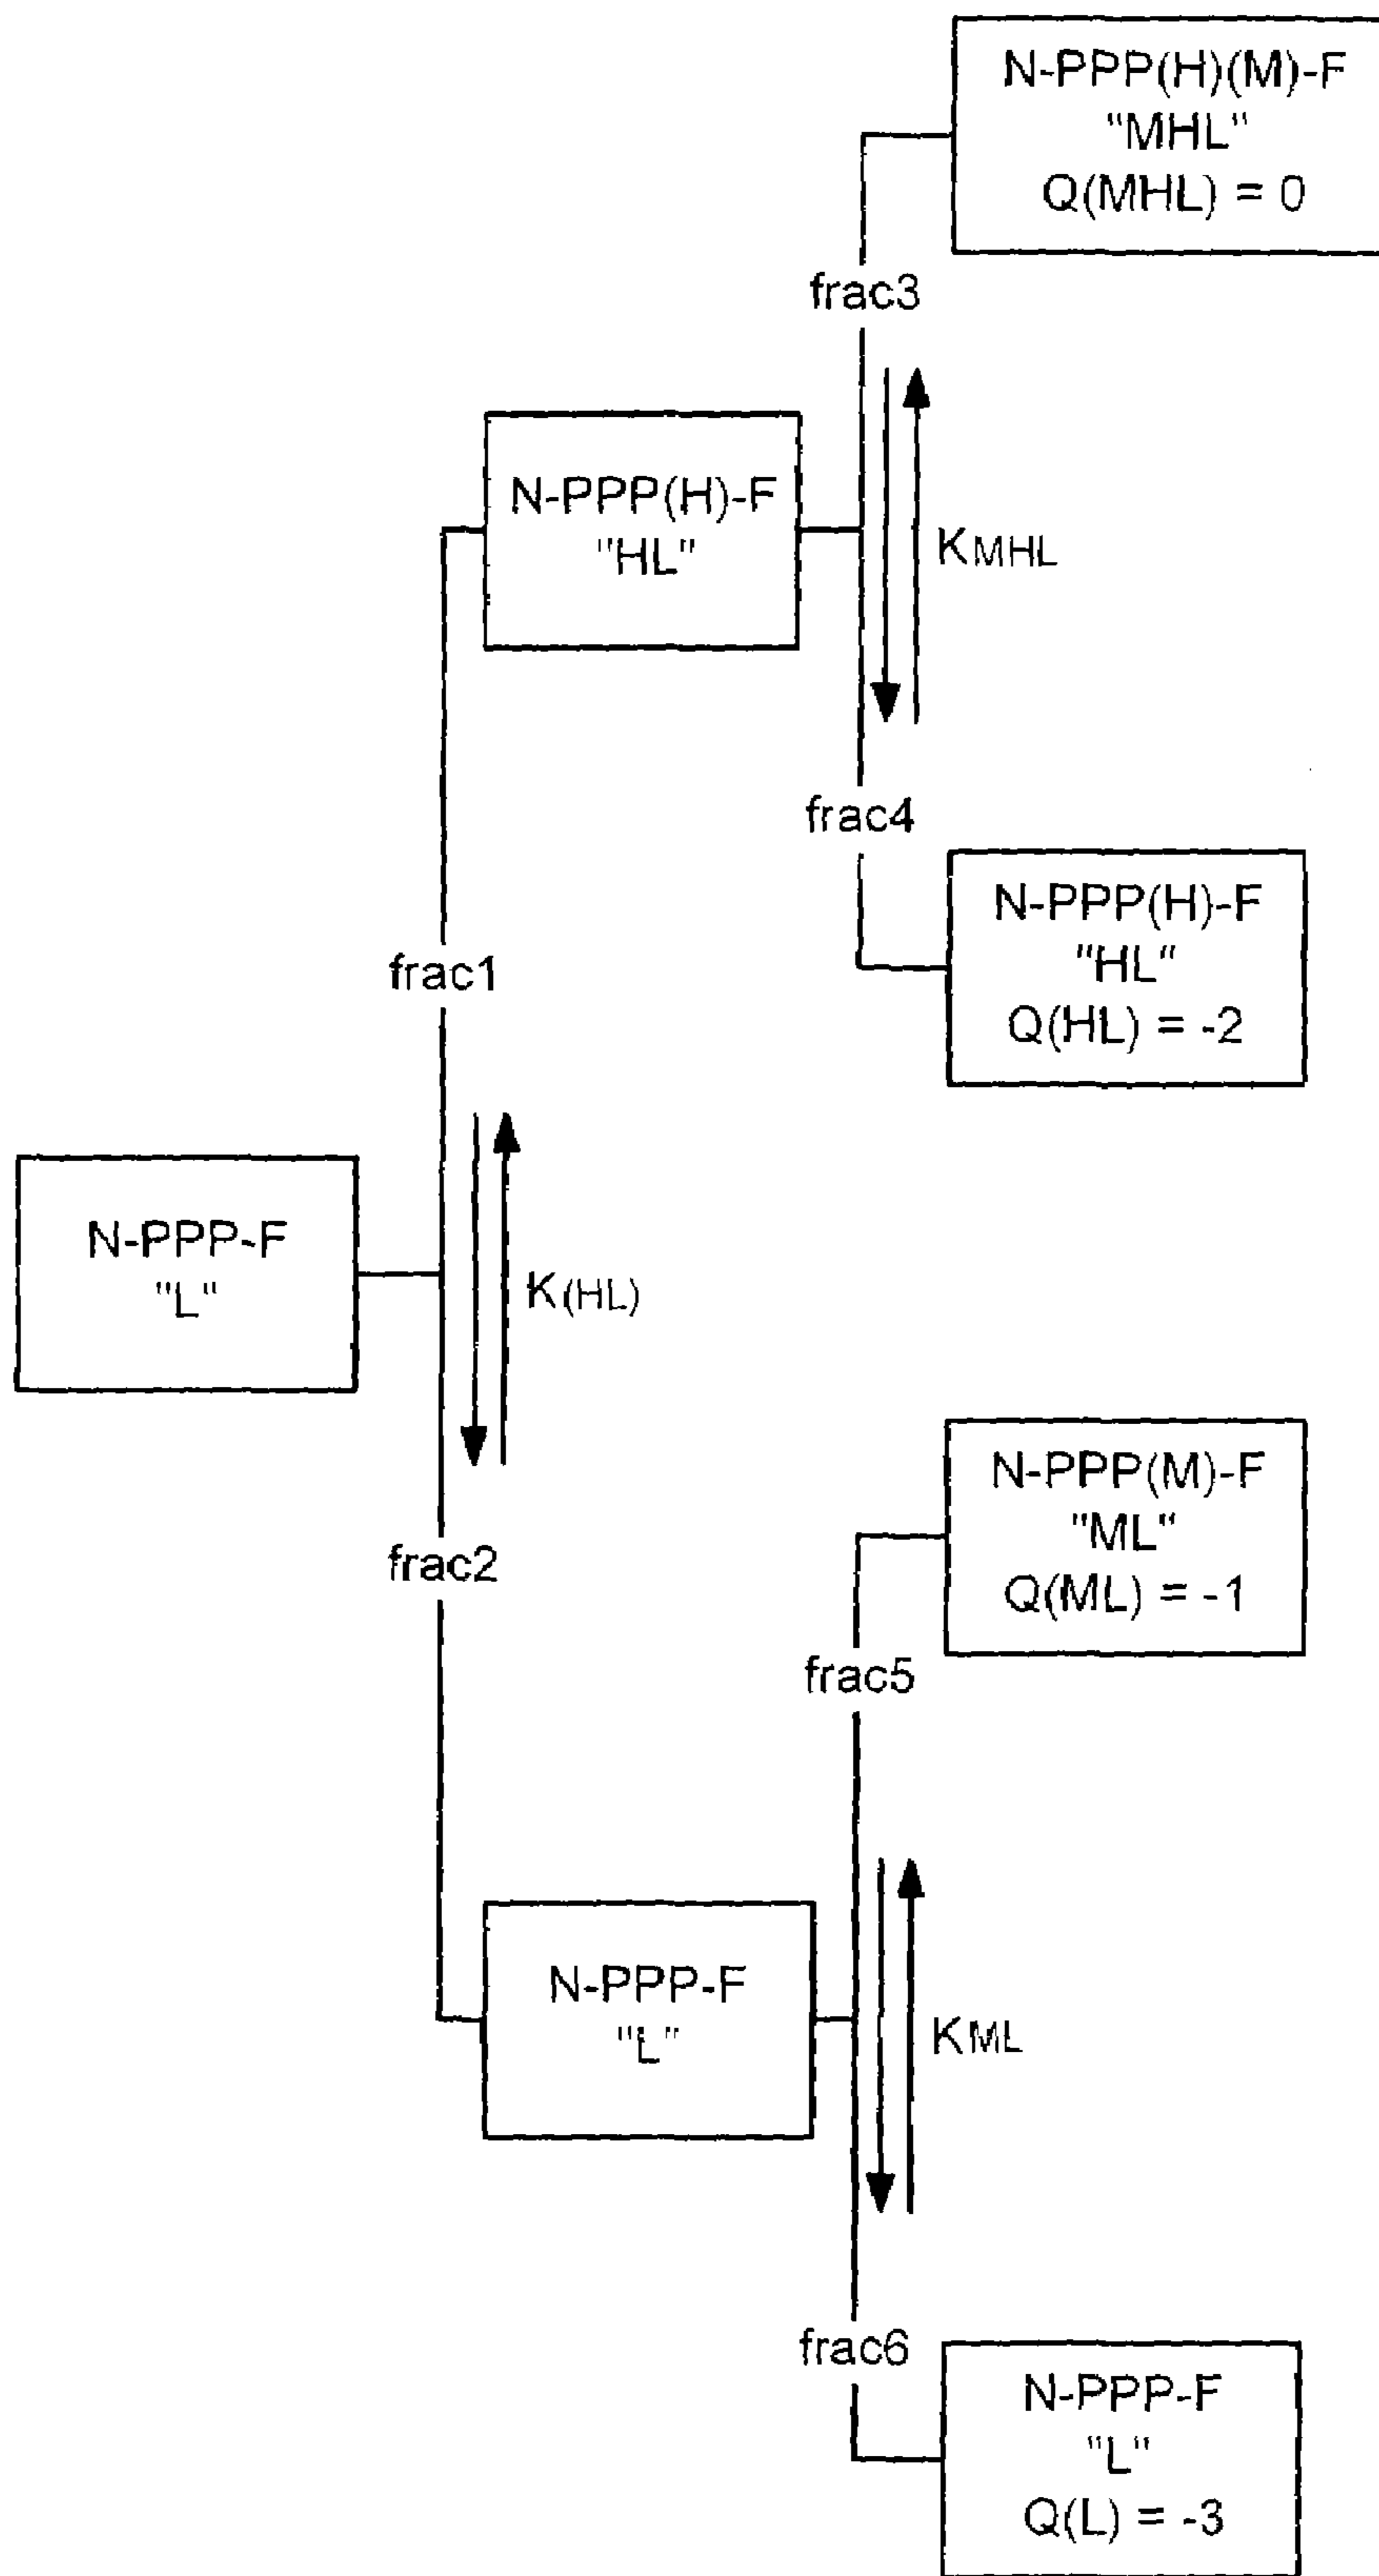 N-PPP(H)(M)-F
"MHL"
Q(MHL) = 0
frac3
N-PPP(H)-F
"HL"
KMHL
frac4
N-PPP(H)-F
"HL"
Q(HL) = -2
frac1
N-PPP-F
"L"
K(HL)
frac2
N-PPP(M)-F
"ML"
Q(ML) = -1
frac5
N-PPP-F
"L"
KML
frac6
N-PPP-F
"L"
Q(L) = -3